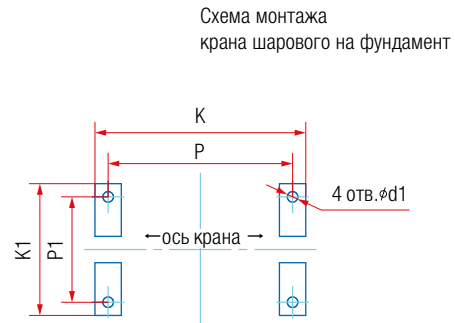 Схема монтажа
крана шарового на фундамент
K
P
4 отв.⌀d1
ось крана
K1
P1